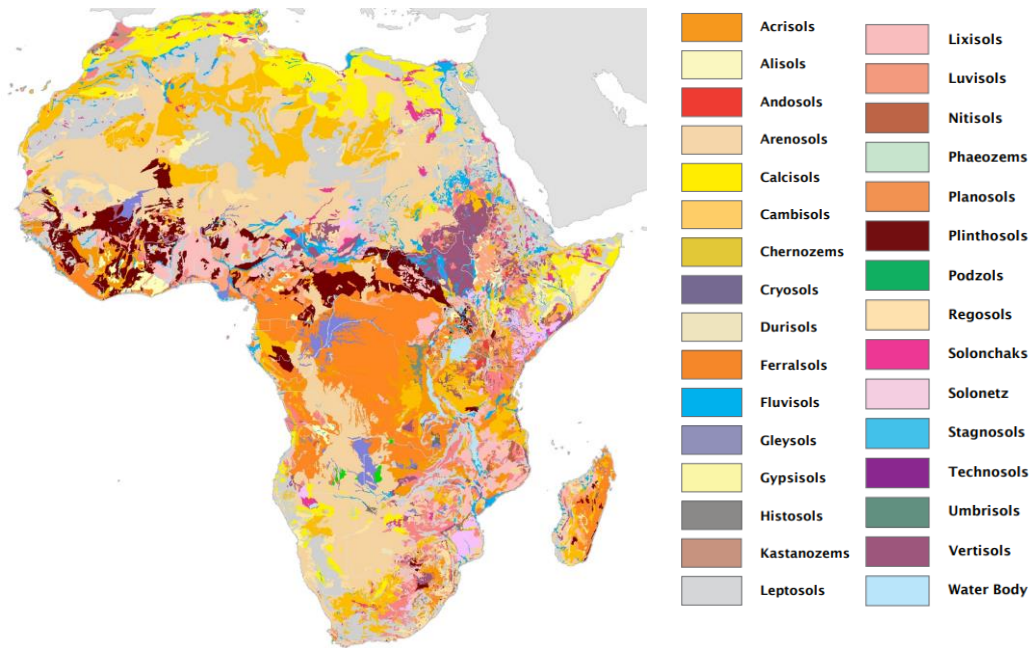 Acrisols
Alisols
Andosols
Arenosols
Calcisols
Cambisols
Chernozems
Cryosols
Durisols
Ferralsols
Fluvisols
Gleysols
Gypsisols
Histosols
Kastanozems
Leptosols
Lixisols
Luvisols
Nitisols
Phaeozems
Planosols
Plinthosols
Podzols
Regosols
Solonchaks
Solonetz
Stagnosols
Technosols
Umbrisols
Vertisols
Water Body